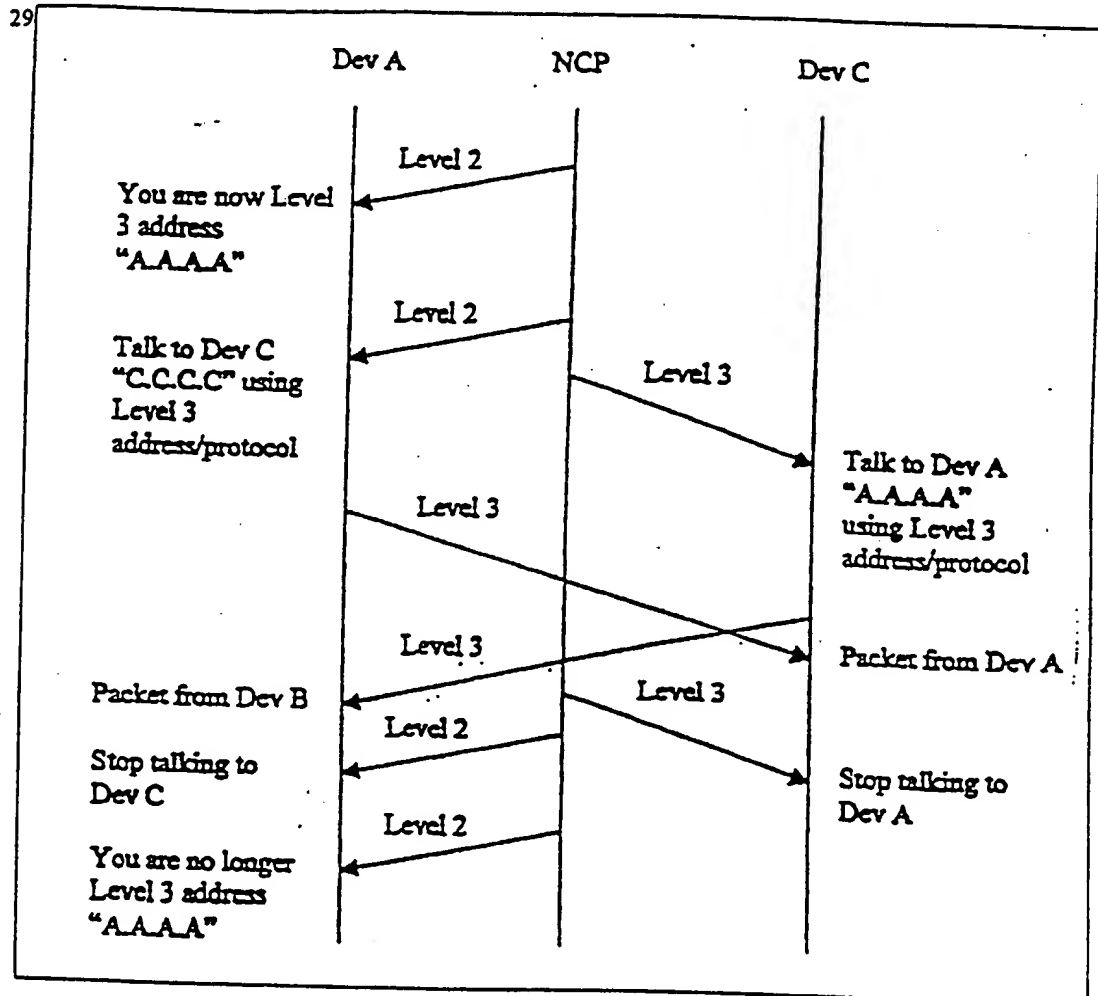 29
Dev A
NCP
Dev C
Level 2
You are now Level
3 address
“A.A.A.A”
Level 2
Talk to Dev C
“C.C.C.C” using
Level 3
address/protocol
Level 3
Talk to Dev A
“A.A.A.A”
using Level 3
address/protocol
Level 3
Packet from Dev A
Level 3
Packet from Dev B
Level 3
Level 2
Stop talking to
Dev C
Stop talking to
Dev A
Level 2
You are no longer
Level 3 address
“A.A.A.A”